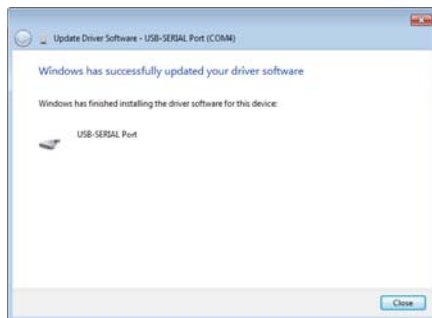 Update Driver Software - USB-SERIAL Port (COM4)
Windows has successfully updated your driver software
Windows has finished installing the driver software for this device:
USB-SERIAL Port
Close